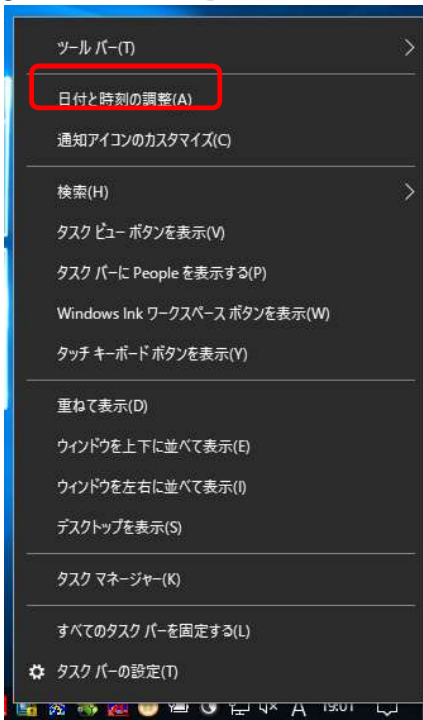 ツール バー(T)
日付と時刻の調整(A)
通知アイコンのカスタマイズ(C)
検索(H)
タスク ビュー ボタンを表示(V)
タスク バーに People を表示する(P)
Windows Ink ワークスペース ボタンを表示(W)
タッチ キーボード ボタンを表示(Y)
重ねて表示(D)
ウィンドウを上下に並べて表示(E)
ウィンドウを左右に並べて表示(I)
デスクトップを表示(S)
タスク マネージャー(K)
すべてのタスク バーを固定する(L)
タスク バーの設定(T)
A 19:01